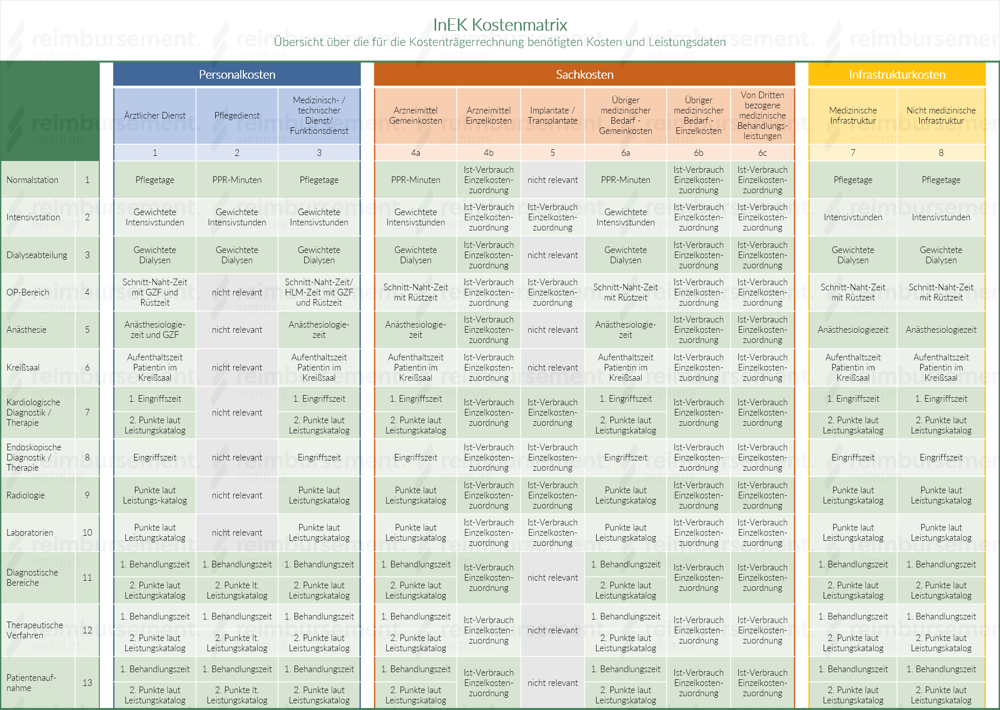 InEK Kostenmatrix
Übersicht über die für die Kostenträgerrechnung benötigten Kosten und Leistungsdaten
Personalkosten
Sachkosten
Infrastrukturkosten
Ärztlicher Dienst
Pflegedienst
Medizinisch- /
technischer
Dienst/
Funktionsdienst
Arzneimittel
Gemeinkosten
Arzneimittel
Einzelkosten
Implantate /
Transplantate
Übriger
medizinischer
Bedarf -
Gemeinkosten
Übriger
medizinischer
Bedarf -
Einzelkosten
Von Dritten
bezogene
medizinische
Behandlungs-
leistungen
Medizinische
Infrastruktur
Nicht medizinische
Infrastruktur
1
2
3
4a
4b
5
6a
6b
6c
7
8
Normalstation
1
Pflegetage
PPR-Minuten
Pflegetage
PPR-Minuten
Ist-Verbrauch
Einzelkosten-
zuordnung
nicht relevant
PPR-Minuten
Ist-Verbrauch
Einzelkosten-
zuordnung
Ist-Verbrauch
Einzelkosten-
zuordnung
Pflegetage
Pflegetage
Intensivstation
2
Gewichtete
Intensivstunden
Gewichtete
Intensivstunden
Gewichtete
Intensivstunden
Gewichtete
Intensivstunden
Ist-Verbrauch
Einzelkosten-
zuordnung
Ist-Verbrauch
Einzelkosten-
zuordnung
Gewichtete
Intensivstunden
Ist-Verbrauch
Einzelkosten-
zuordnung
Ist-Verbrauch
Einzelkosten-
zuordnung
Intensivstunden
Intensivstunden
Dialyseabteilung
3
Gewichtete
Dialysen
Gewichtete
Dialysen
Gewichtete
Dialysen
Gewichtete
Dialysen
Ist-Verbrauch
Einzelkosten-
zuordnung
nicht relevant
Gewichtete
Dialysen
Ist-Verbrauch
Einzelkosten-
zuordnung
Ist-Verbrauch
Einzelkosten-
zuordnung
Gewichtete
Dialysen
Gewichtete
Dialysen
OP-Bereich
4
Schnitt-Naht-Zeit
mit GZF und
Rüstzeit
nicht relevant
Schnitt-Naht-Zeit/
HLM-Zeit mit GZF
und Rüstzeit
Schnitt-Naht-Zeit
mit Rüstzeit
Ist-Verbrauch
Einzelkosten-
zuordnung
Ist-Verbrauch
Einzelkosten-
zuordnung
Schnitt-Naht-Zeit
mit Rüstzeit
Ist-Verbrauch
Einzelkosten-
zuordnung
Ist-Verbrauch
Einzelkosten-
zuordnung
Schnitt-Naht-Zeit
mit Rüstzeit
Schnitt-Naht-Zeit
mit Rüstzeit
Anästhesie
5
Anästhesiologie-
zeit und GZF
nicht relevant
Anästhesiologie-
zeit
Anästhesiologie-
zeit
Ist-Verbrauch
Einzelkosten-
zuordnung
nicht relevant
Anästhesiologie-
zeit
Ist-Verbrauch
Einzelkosten-
zuordnung
Ist-Verbrauch
Einzelkosten-
zuordnung
Anästhesiologiezeit
Anästhesiologiezeit
Kreißsaal
6
Aufenthaltszeit
Patientin im
Kreißsaal
nicht relevant
Aufenthaltszeit
Patientin im
Kreißsaal
Aufenthaltszeit
Patientin im
Kreißsaal
Ist-Verbrauch
Einzelkosten-
zuordnung
nicht relevant
Aufenthaltszeit
Patientin im
Kreißsaal
Ist-Verbrauch
Einzelkosten-
zuordnung
Ist-Verbrauch
Einzelkosten-
zuordnung
Aufenthaltszeit
Patientin im
Kreißsaal
Aufenthaltszeit
Patientin im
Kreißsaal
Kardiologische
Diagnostik /
Therapie
7
1. Eingriffszeit
2. Punkte laut
Leistungskatalog
nicht relevant
1. Eingriffszeit
2. Punkte laut
Leistungskatalog
1. Eingriffszeit
2. Punkte laut
Leistungskatalog
Ist-Verbrauch
Einzelkosten-
zuordnung
Ist-Verbrauch
Einzelkosten-
zuordnung
1. Eingriffszeit
2. Punkte laut
Leistungskatalog
Ist-Verbrauch
Einzelkosten-
zuordnung
Ist-Verbrauch
Einzelkosten-
zuordnung
1. Eingriffszeit
2. Punkte laut
Leistungskatalog
1. Eingriffszeit
2. Punkte laut
Leistungskatalog
Endoskopische
Diagnostik /
Therapie
8
Eingriffszeit
nicht relevant
Eingriffszeit
Eingriffszeit
Ist-Verbrauch
Einzelkosten-
zuordnung
Ist-Verbrauch
Einzelkosten-
zuordnung
Eingriffszeit
Ist-Verbrauch
Einzelkosten-
zuordnung
Ist-Verbrauch
Einzelkosten-
zuordnung
Eingriffszeit
Eingriffszeit
Radiologie
9
Punkte laut
Leistungs-katalog
nicht relevant
Punkte laut
Leistungskatalog
Punkte laut
Leistungskatalog
Ist-Verbrauch
Einzelkosten-
zuordnung
Ist-Verbrauch
Einzelkosten-
zuordnung
Punkte laut
Leistungskatalog
Ist-Verbrauch
Einzelkosten-
zuordnung
Ist-Verbrauch
Einzelkosten-
zuordnung
Punkte laut
Leistungskatalog
Punkte laut
Leistungskatalog
Laboratorien
10
Punkte laut
Leistungskatalog
nicht relevant
Punkte laut
Leistungskatalog
Punkte laut
Leistungskatalog
Ist-Verbrauch
Einzelkosten-
zuordnung
Ist-Verbrauch
Einzelkosten-
zuordnung
Punkte laut
Leistungskatalog
Ist-Verbrauch
Einzelkosten-
zuordnung
Ist-Verbrauch
Einzelkosten-
zuordnung
Punkte laut
Leistungskatalog
Punkte laut
Leistungskatalog
Diagnostische
Bereiche
11
1. Behandlungszeit
2. Punkte laut
Leistungskatalog
1. Behandlungszeit
2. Punkte lt.
Leistungskatalog
1. Behandlungszeit
2. Punkte laut
Leistungskatalog
1. Behandlungszeit
2. Punkte laut
Leistungskatalog
Ist-Verbrauch
Einzelkosten-
zuordnung
nicht relevant
1. Behandlungszeit
2. Punkte laut
Leistungskatalog
Ist-Verbrauch
Einzelkosten-
zuordnung
Ist-Verbrauch
Einzelkosten-
zuordnung
1. Behandlungszeit
2. Punkte laut
Leistungskatalog
1. Behandlungszeit
2. Punkte laut
Leistungskatalog
Therapeutische
Verfahren
12
1. Behandlungszeit
2. Punkte laut
Leistungskatalog
1. Behandlungszeit
2. Punkte lt.
Leistungskatalog
1. Behandlungszeit
2. Punkte laut
Leistungskatalog
1. Behandlungszeit
2. Punkte laut
Leistungskatalog
Ist-Verbrauch
Einzelkosten-
zuordnung
nicht relevant
1. Behandlungszeit
2. Punkte laut
Leistungskatalog
Ist-Verbrauch
Einzelkosten-
zuordnung
Ist-Verbrauch
Einzelkosten-
zuordnung
1. Behandlungszeit
2. Punkte laut
Leistungskatalog
1. Behandlungszeit
2. Punkte laut
Leistungskatalog
Patientenauf-
nahme
13
1. Behandlungszeit
2. Punkte laut
Leistungskatalog
1. Behandlungszeit
2. Punkte lt.
Leistungskatalog
1. Behandlungszeit
2. Punkte laut
Leistungskatalog
1. Behandlungszeit
2. Punkte laut
Leistungskatalog
Ist-Verbrauch
Einzelkosten-
zuordnung
nicht relevant
1. Behandlungszeit
2. Punkte laut
Leistungskatalog
Ist-Verbrauch
Einzelkosten-
zuordnung
Ist-Verbrauch
Einzelkosten-
zuordnung
1. Behandlungszeit
2. Punkte laut
Leistungskatalog
1. Behandlungszeit
2. Punkte laut
Leistungskatalog
reimbursement.
INSTITUTE